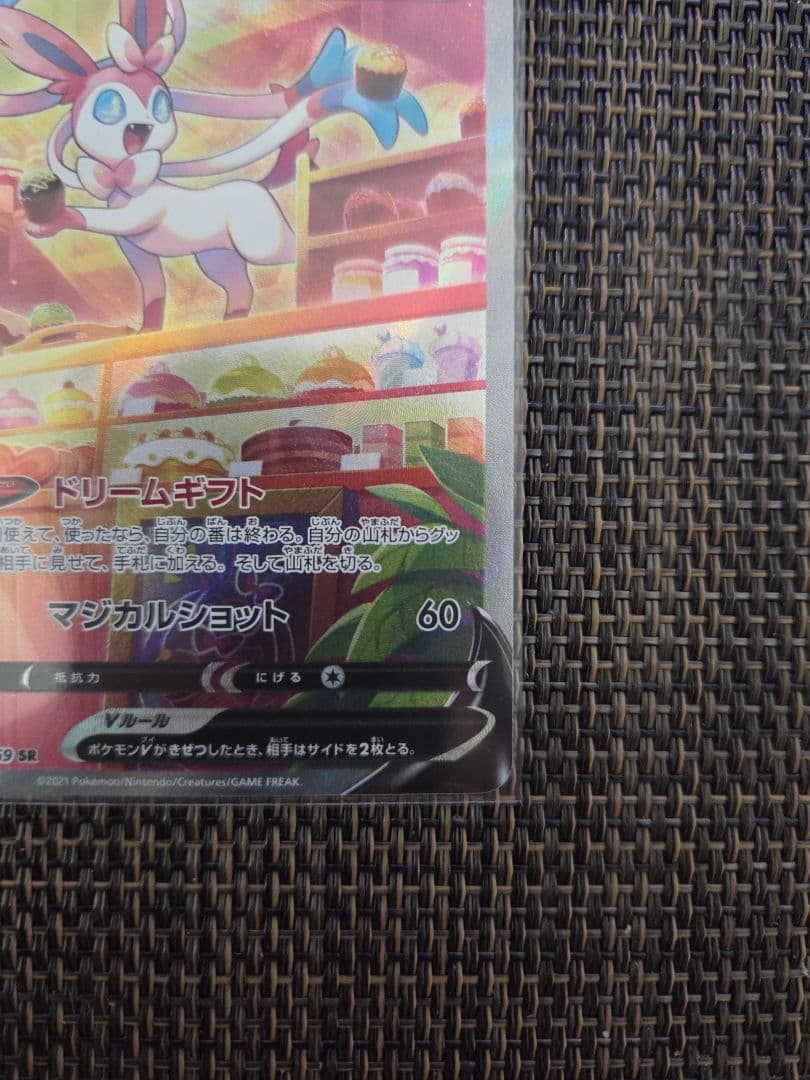 ドリームギフト
使えて、使ったなら、自分の番は終わる。自分の山札からグッ
相手に見せて、手札に加える。そして山札を切る。
マジカルショット 60
抵抗力 にげる
Vルール
ポケモンVがきぜつしたとき、相手はサイドを2枚とる。
69 SR
©2021 Pokémon/Nintendo/Creatures/GAME FREAK.